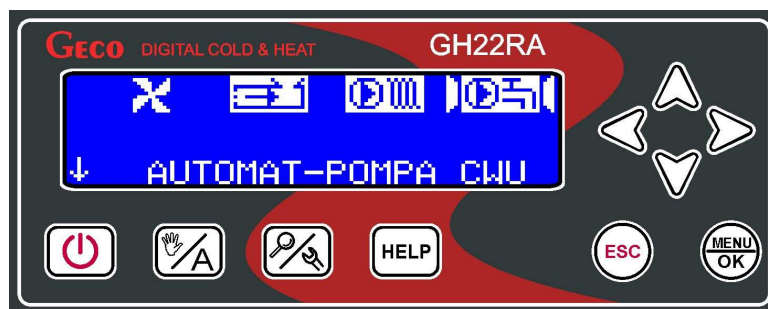 GECO DIGITAL COLD & HEAT GH22RA
↓ AUTOMAT-POMPA CWU
/A
HELP
ESC
MENU
OK